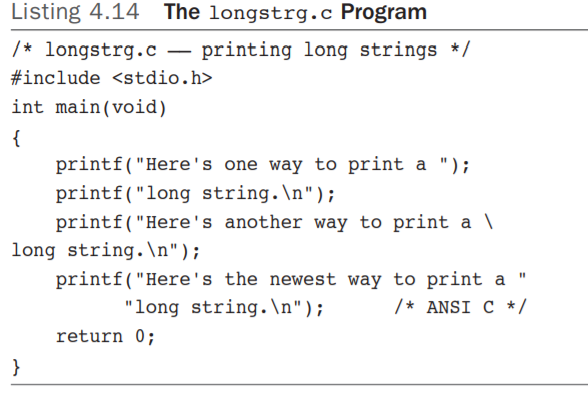 Listing 4.14 The longstrg.c Program
/* longstrg.c –– printing long strings */
#include <stdio.h>
int main(void)
{
    printf("Here's one way to print a ");
    printf("long string.\n");
    printf("Here's another way to print a \
long string.\n");
    printf("Here's the newest way to print a "
          "long string.\n");      /* ANSI C */
    return 0;
}